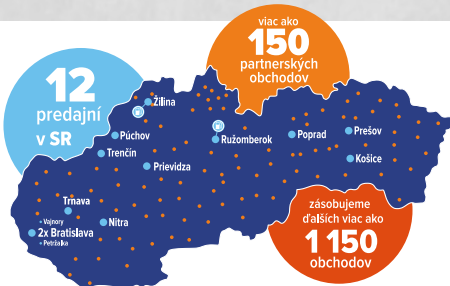 viac ako
150
partnerských
obchodov
12
predajní
v SR
Žilina
Púchov
Ružomberok
Poprad
Prešov
Trenčín
Prievidza
Košice
Trnava
Vajnory
Nitra
2x Bratislava
Petržalka
zásobujeme
ďalších viac ako
1 150
obchodov